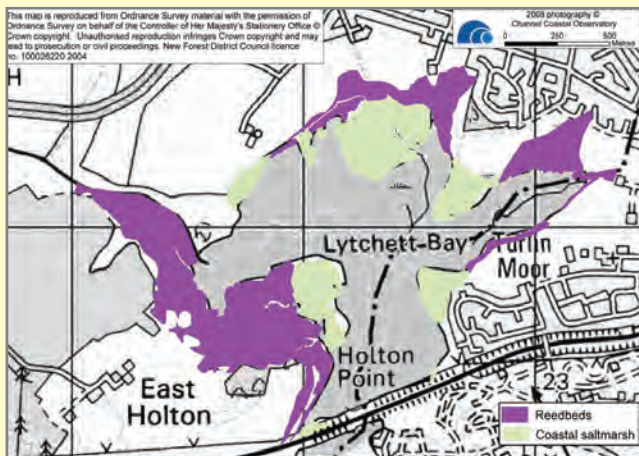 This map is reproduced from Ordnance Survey material with the permission of
Ordnance Survey on behalf of the Controller of Her Majesty's Stationery Office ©
Crown copyright. Unauthorised reproduction infringes Crown copyright and may
lead to prosecution or civil proceedings. New Forest District Council licence
no. 100026220.2004
2008 photography ©
Channel Coastal Observatory
0 250 500
Metres
H
Lytchett Bay
Turlin
Moor
Holton
Point
East
Holton
23
Reedbeds
Coastal saltmarsh